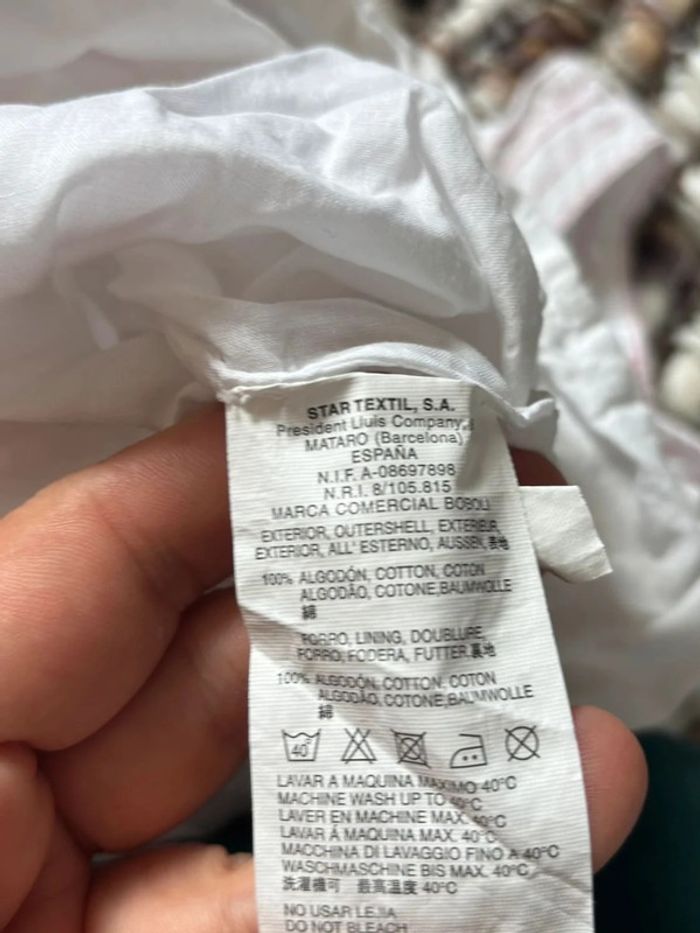 STAR TEXTIL, S.A.
President Lluis Company,
MATARO (Barcelona)
ESPAÑA
N.I.F. A-08697898
N.R.I. 8/105.815
MARCA COMERCIAL BOBOLI
EXTERIOR, OUTERSHELL, EXTERIEUR,
EXTERIOR, ALL'ESTERNO, AUSSEN, 表地
100% ALGODÓN, COTTON, COTON
ALGODÃO, COTONE,BAUMWOLLE
綿
FORRO, LINING, DOUBLURE,
FORRO, FODERA, FUTTER.裏地
100% ALGODÓN, COTTON, COTON
ALGODÃO, COTONE,BAUMWOLLE
綿
40°
LAVAR A MAQUINA MAXIMO 40°C
MACHINE WASH UP TO 40°C
LAVER EN MACHINE MAX. 40°C
LAVAR Á MAQUINA MAX. 40°C
MACCHINA DI LAVAGGIO FINO A 40°C
WASCHMASCHINE BIS MAX. 40°C
洗濯機可 最高温度 40°C
NO USAR LEJIA
DO NOT BLEACH